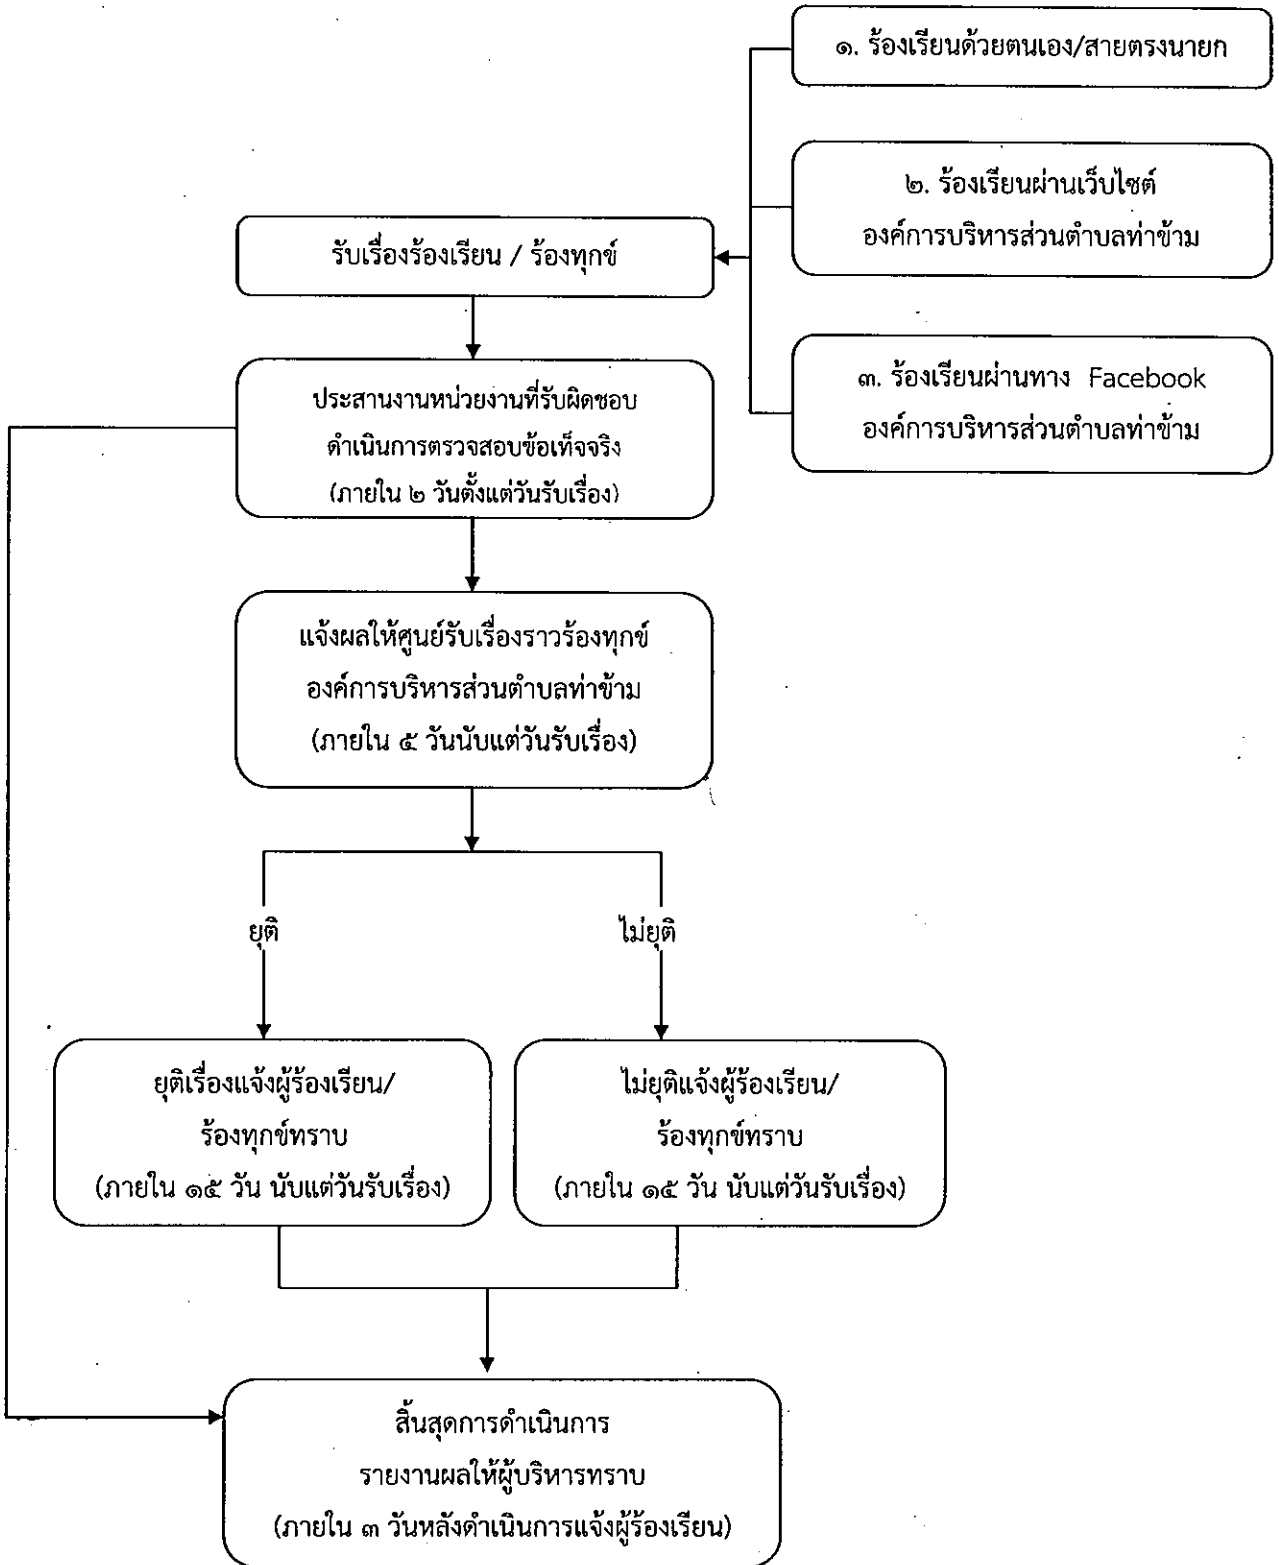 ๑. ร้องเรียนด้วยตนเอง/สายตรงนายก
๒. ร้องเรียนผ่านเว็บไซต์
องค์การบริหารส่วนตำบลท่าข้าม
รับเรื่องร้องเรียน / ร้องทุกข์
๓. ร้องเรียนผ่านทาง Facebook
องค์การบริหารส่วนตำบลท่าข้าม
ประสานงานหน่วยงานที่รับผิดชอบ
ดำเนินการตรวจสอบข้อเท็จจริง
(ภายใน ๒ วันตั้งแต่วันรับเรื่อง)
แจ้งผลให้ศูนย์รับเรื่องราวร้องทุกข์
องค์การบริหารส่วนตำบลท่าข้าม
(ภายใน ๕ วันนับแต่วันรับเรื่อง)
ยุติ
ไม่ยุติ
ยุติเรื่องแจ้งผู้ร้องเรียน/
ร้องทุกข์ทราบ
(ภายใน ๑๕ วัน นับแต่วันรับเรื่อง)
ไม่ยุติแจ้งผู้ร้องเรียน/
ร้องทุกข์ทราบ
(ภายใน ๑๕ วัน นับแต่วันรับเรื่อง)
สิ้นสุดการดำเนินการ
รายงานผลให้ผู้บริหารทราบ
(ภายใน ๓ วันหลังดำเนินการแจ้งผู้ร้องเรียน)